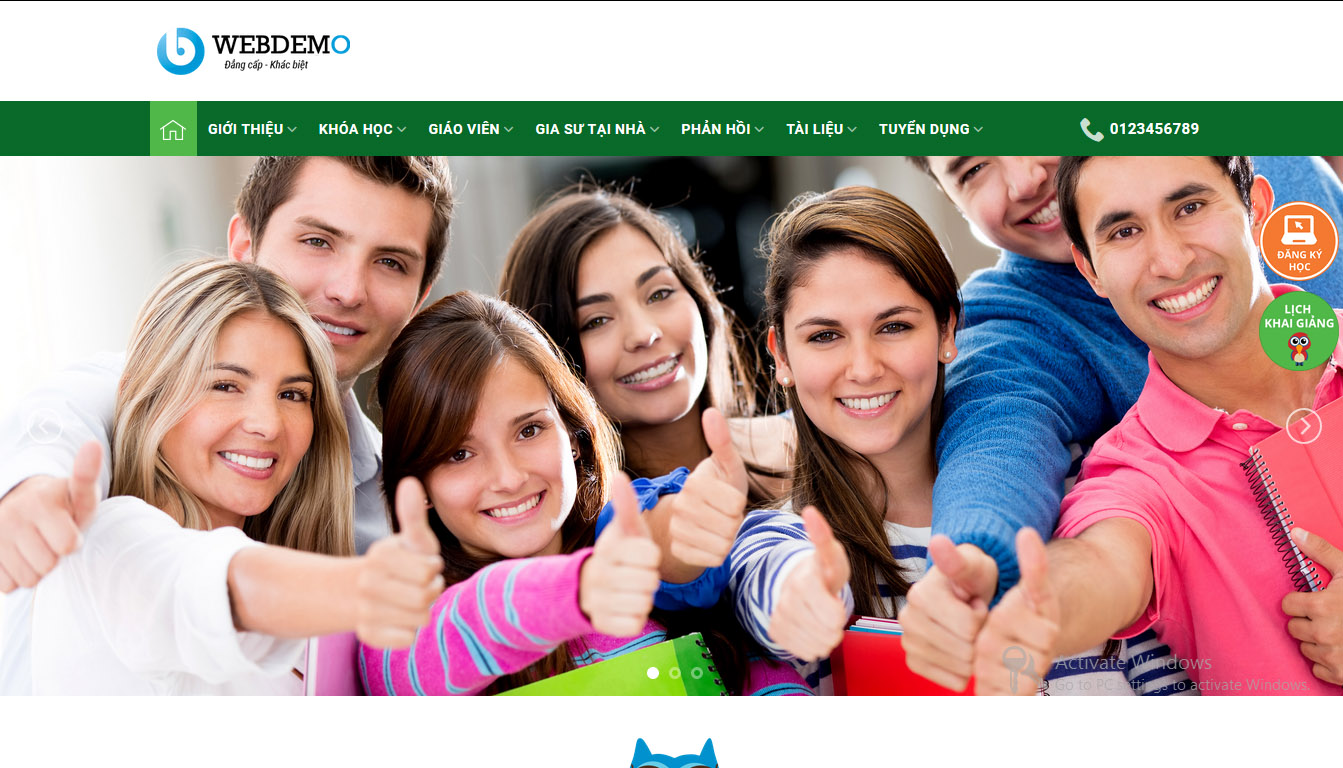 WEBDEMO
Đẳng cấp - Khác biệt
GIỚI THIỆU KHÓA HỌC GIÁO VIÊN GIA SƯ TẠI NHÀ PHẢN HỒI TÀI LIỆU TUYỂN DỤNG 0123456789
ĐĂNG KÝ
HỌC
LỊCH
KHAI GIẢNG
Activate Windows
Go to PC settings to activate Windows.